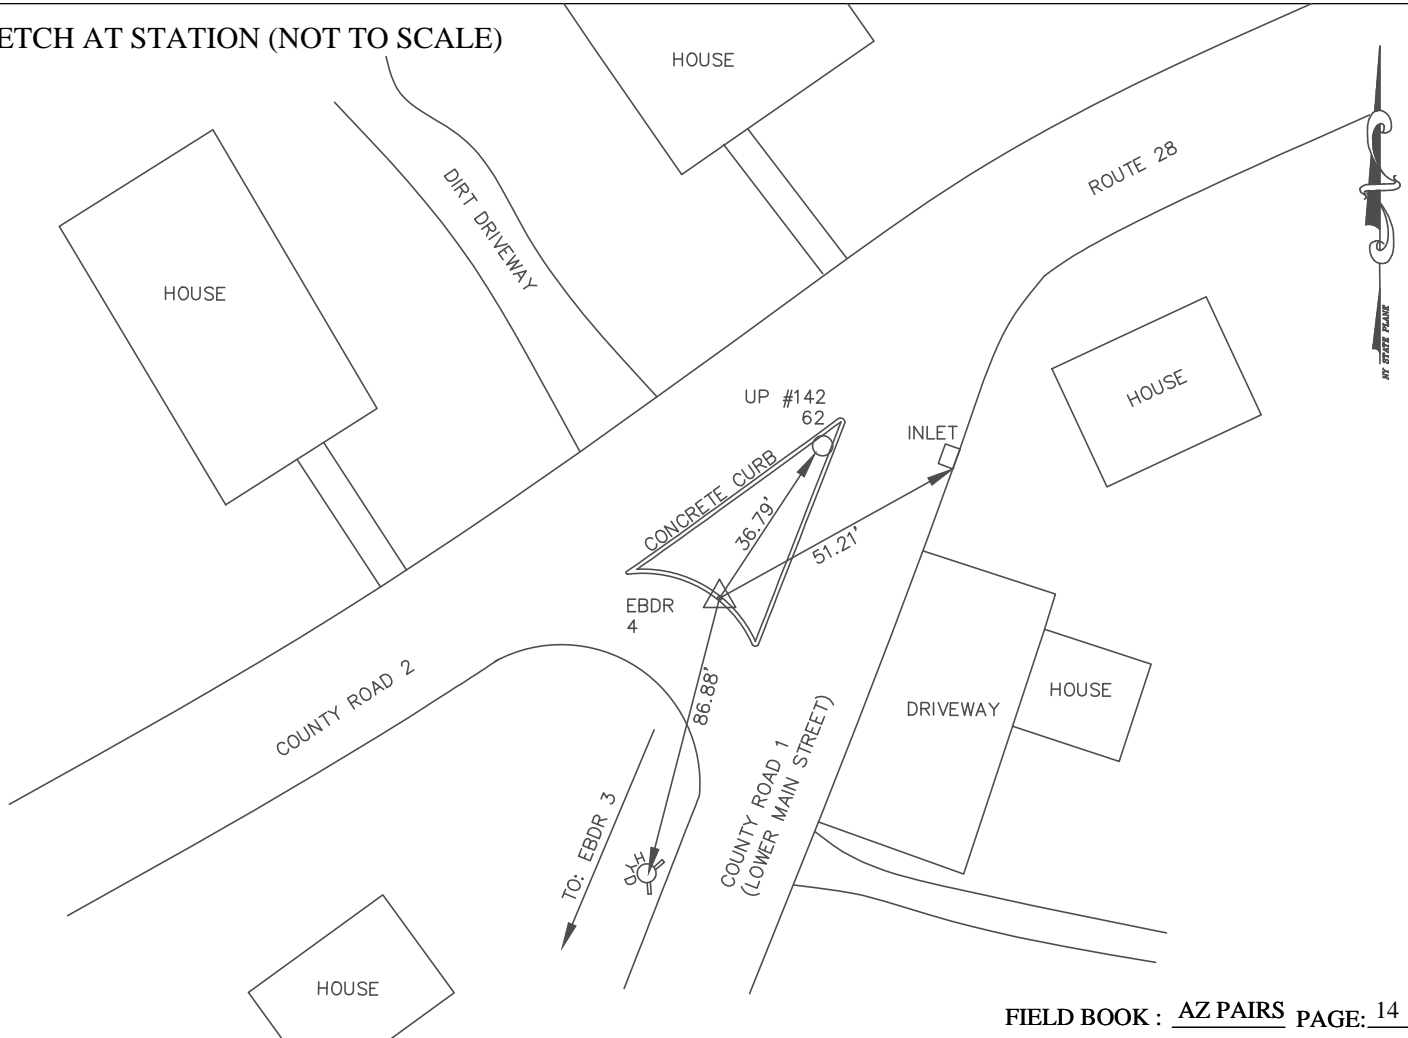 ETCH AT STATION (NOT TO SCALE)
HOUSE
ROUTE 28
DIRT DRIVEWAY
HOUSE
NY STATE PLANE
HOUSE
UP #142
62
INLET
CONCRETE CURB
36.79'
51.21'
EBDR
4
86.88'
COUNTY ROAD 2
HOUSE
DRIVEWAY
COUNTY ROAD 1
(LOWER MAIN STREET)
TO: EBDR 3
HYD
HOUSE
FIELD BOOK : AZ PAIRS PAGE: 14